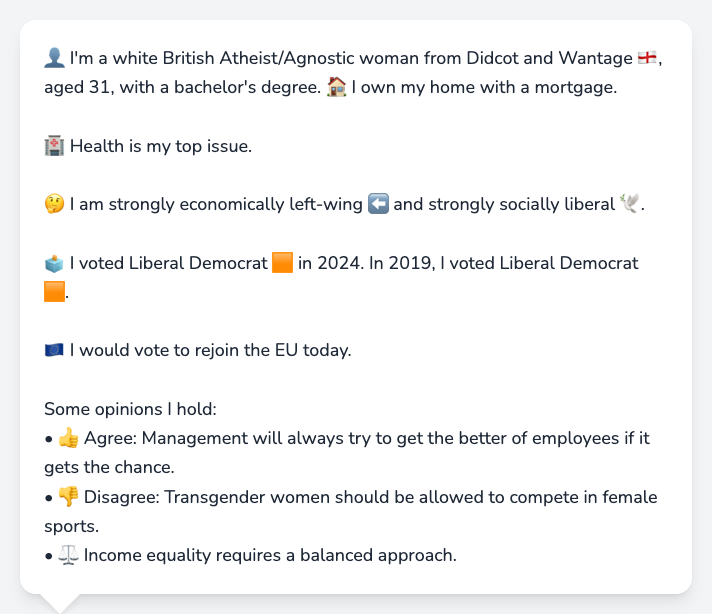 👤 I'm a white British Atheist/Agnostic woman from Didcot and Wantage 🏴󠁧󠁢󠁥󠁮󠁧󠁿,
aged 31, with a bachelor's degree. 🏠 I own my home with a mortgage.
🏥 Health is my top issue.
🤔 I am strongly economically left-wing ⬅️ and strongly socially liberal 🕊️.
🗳️ I voted Liberal Democrat 🟧 in 2024. In 2019, I voted Liberal Democrat
🟧.
🇪🇺 I would vote to rejoin the EU today.
Some opinions I hold:
• 👍 Agree: Management will always try to get the better of employees if it
gets the chance.
• 👎 Disagree: Transgender women should be allowed to compete in female
sports.
• ⚖️ Income equality requires a balanced approach.